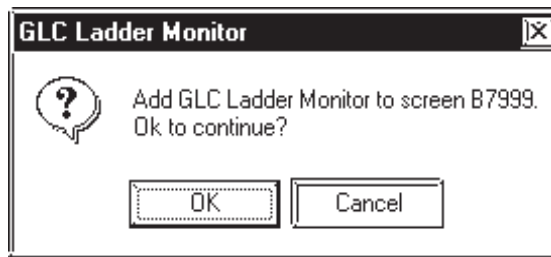 GLC Ladder Monitor
Add GLC Ladder Monitor to screen B7999.
Ok to continue?
OK
Cancel